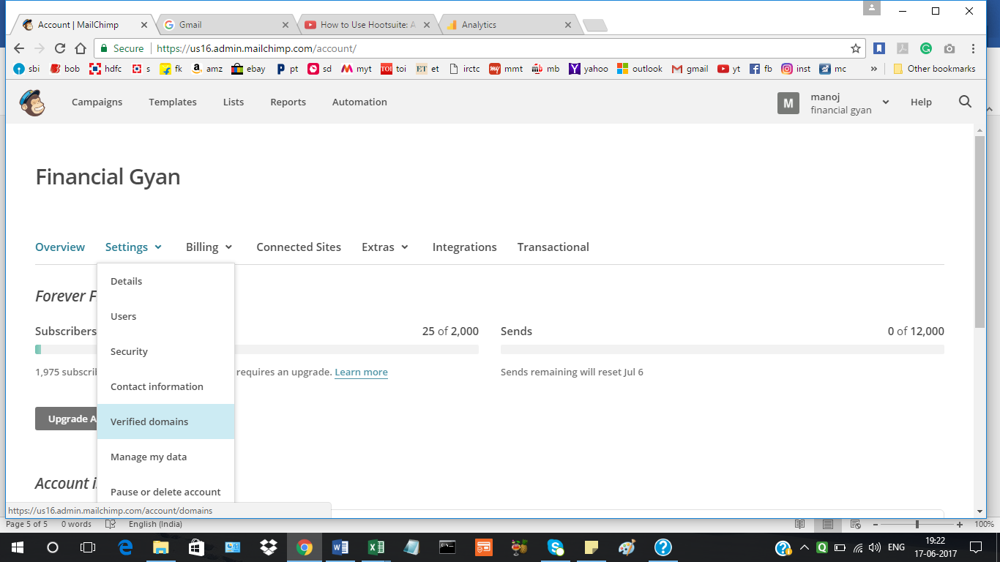 Account | MailChimp
Gmail
How to Use Hootsuite: A
Analytics
Secure https://us16.admin.mailchimp.com/account/
sbi bob hdfc s fk amz ebay pt sd myt toi et irctc mmt mb yahoo outlook gmail yt fb inst mc » Other bookmarks
Campaigns Templates Lists Reports Automation
M manoj
financial gyan
Help
Financial Gyan
Overview Settings Billing Connected Sites Extras Integrations Transactional
Details
Users
Security
Contact information
Verified domains
Manage my data
Pause or delete account
Forever F
Subscribers 25 of 2,000
Sends 0 of 12,000
1,975 subscri requires an upgrade. Learn more
Sends remaining will reset Jul 6
Upgrade A
Account i
https://us16.admin.mailchimp.com/account/domains
Page 5 of 5 0 words English (India) 100%
ENG
19:22
17-06-2017